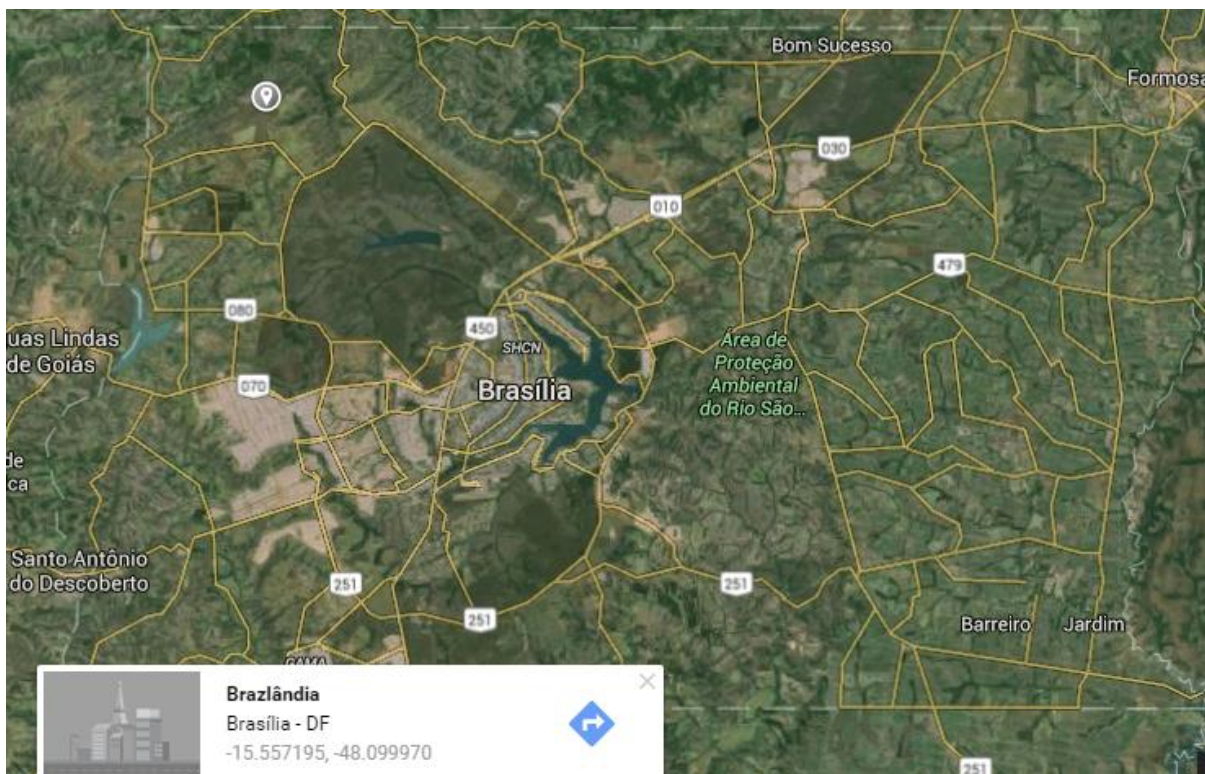 Bom Sucesso
Formosa
030
010
479
080
450
uas Lindas
de Goiás
SHCN
Área de
Proteção
Ambiental
do Rio São...
070
Brasília
de
ca
Santo Antônio
do Descoberto
251
251
251
Barreiro
Jardim
GAMA
Brazlândia
Brasília - DF
-15.557195, -48.099970
251